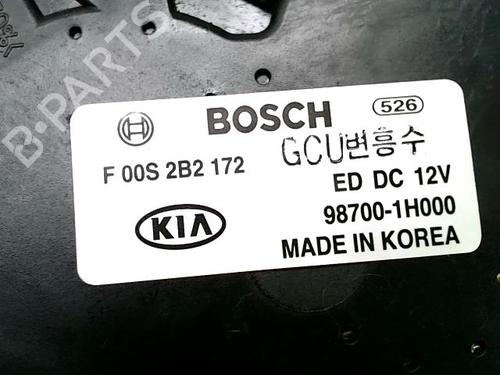 BOSCH 526
GCU변흥수
F 00S 2B2 172
ED DC 12V
KIA
98700-1H000
MADE IN KOREA
B-PARTS